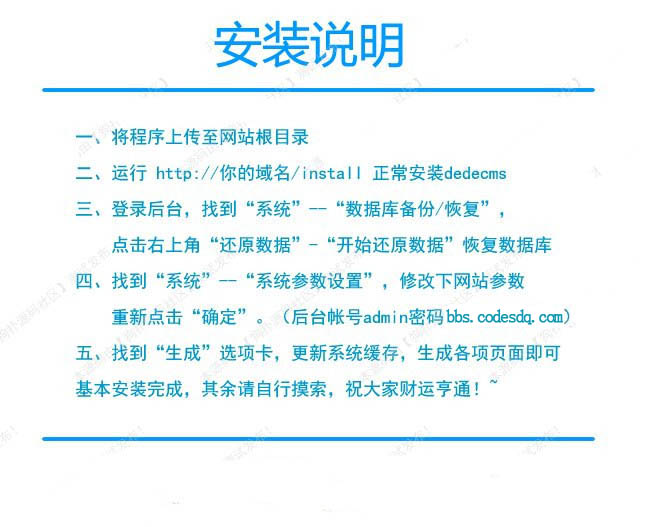 安装说明
一、将程序上传至网站根目录
二、运行 http://你的域名/install 正常安装dedecms
三、登录后台，找到“系统”--“数据库备份/恢复”，
点击右上角“还原数据”-“开始还原数据”恢复数据库
四、找到“系统”--“系统参数设置”，修改下网站参数
重新点击“确定”。（后台帐号admin密码bbs.codesdq.com）
五、找到“生成”选项卡，更新系统缓存，生成各项页面即可
基本安装完成，其余请自行摸索，祝大家财运亨通！~